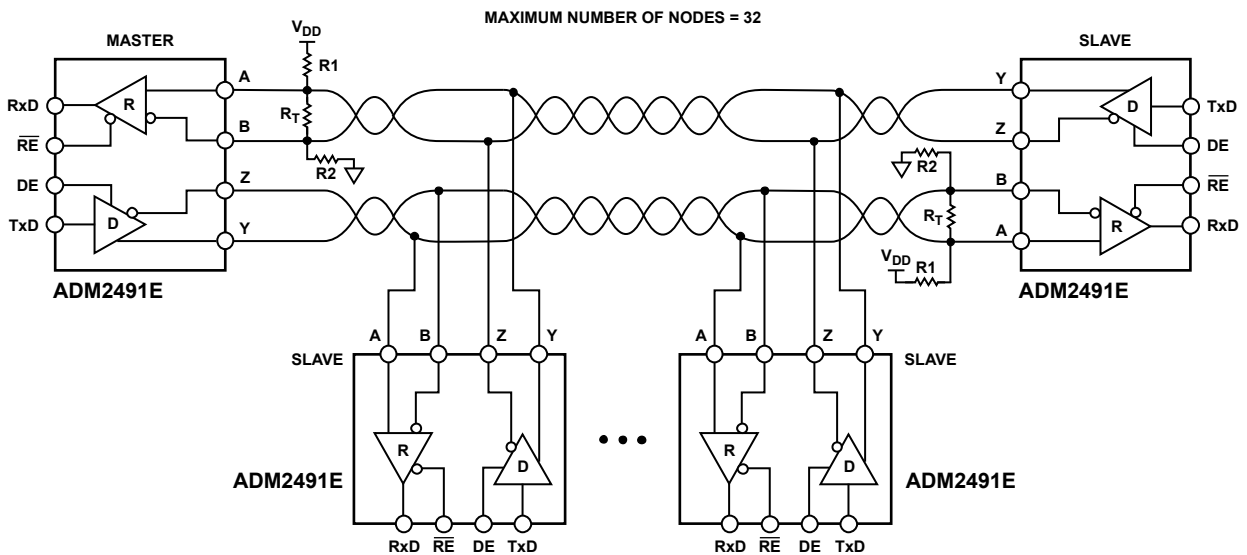 MAXIMUM NUMBER OF NODES = 32
MASTER
VDD
SLAVE
R1
A
Y
RxD
R
RT
D
TxD
B
Z
RE
R2
R2
DE
DE
Z
B
RE
TxD
D
RT
R
RxD
Y
A
VDD
R1
ADM2491E
ADM2491E
A B Z Y
A B Z Y
SLAVE
SLAVE
R
D
R
D
ADM2491E
ADM2491E
RxD RE DE TxD
RxD RE DE TxD